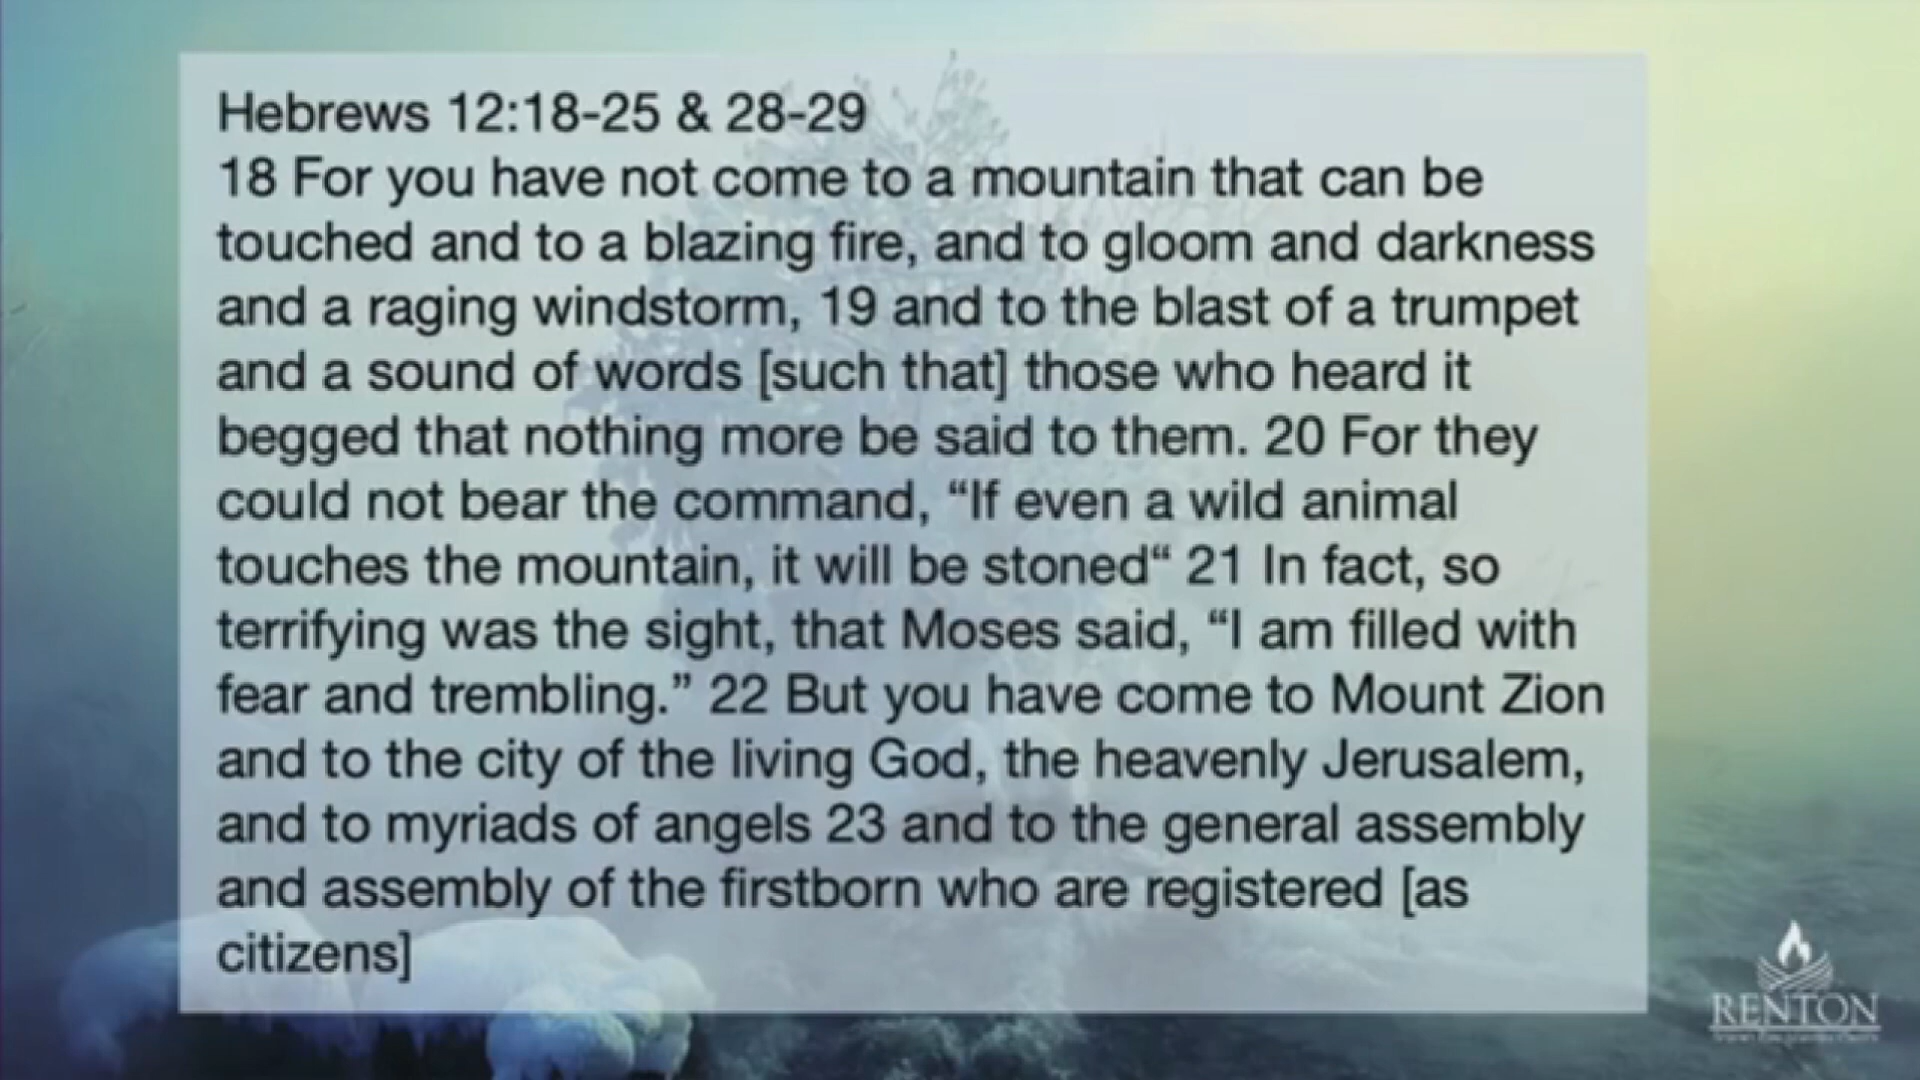 Hebrews 12:18-25 & 28-29
18 For you have not come to a mountain that can be
touched and to a blazing fire, and to gloom and darkness
and a raging windstorm, 19 and to the blast of a trumpet
and a sound of words [such that] those who heard it
begged that nothing more be said to them. 20 For they
could not bear the command, “If even a wild animal
touches the mountain, it will be stoned“ 21 In fact, so
terrifying was the sight, that Moses said, “I am filled with
fear and trembling.” 22 But you have come to Mount Zion
and to the city of the living God, the heavenly Jerusalem,
and to myriads of angels 23 and to the general assembly
and assembly of the firstborn who are registered [as
citizens]
RENTON